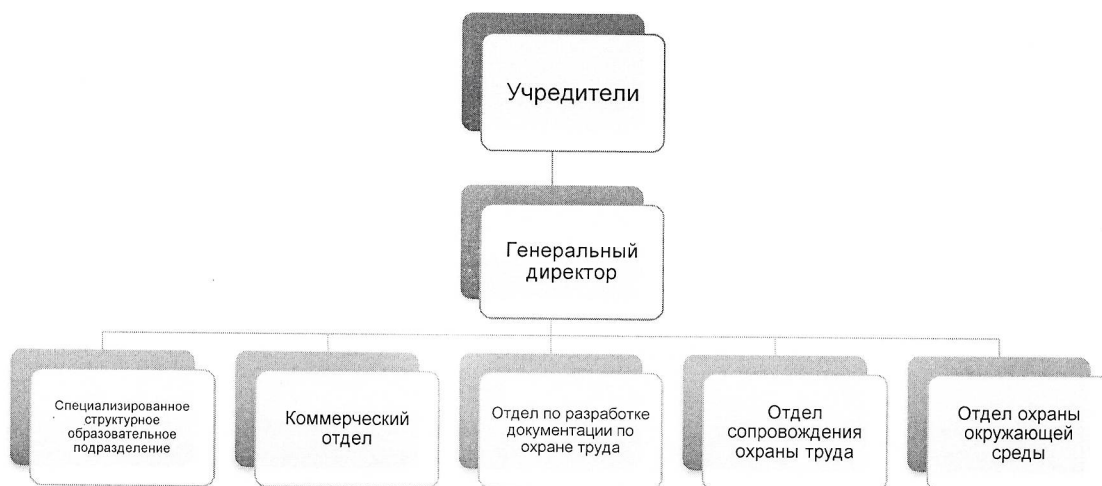 Учредители
Генеральный
директор
Специализированное
структурное
образовательное
подразделение
Коммерческий
отдел
Отдел по разработке
документации по
охране труда
Отдел
сопровождения
охраны труда
Отдел охраны
окружающей
среды